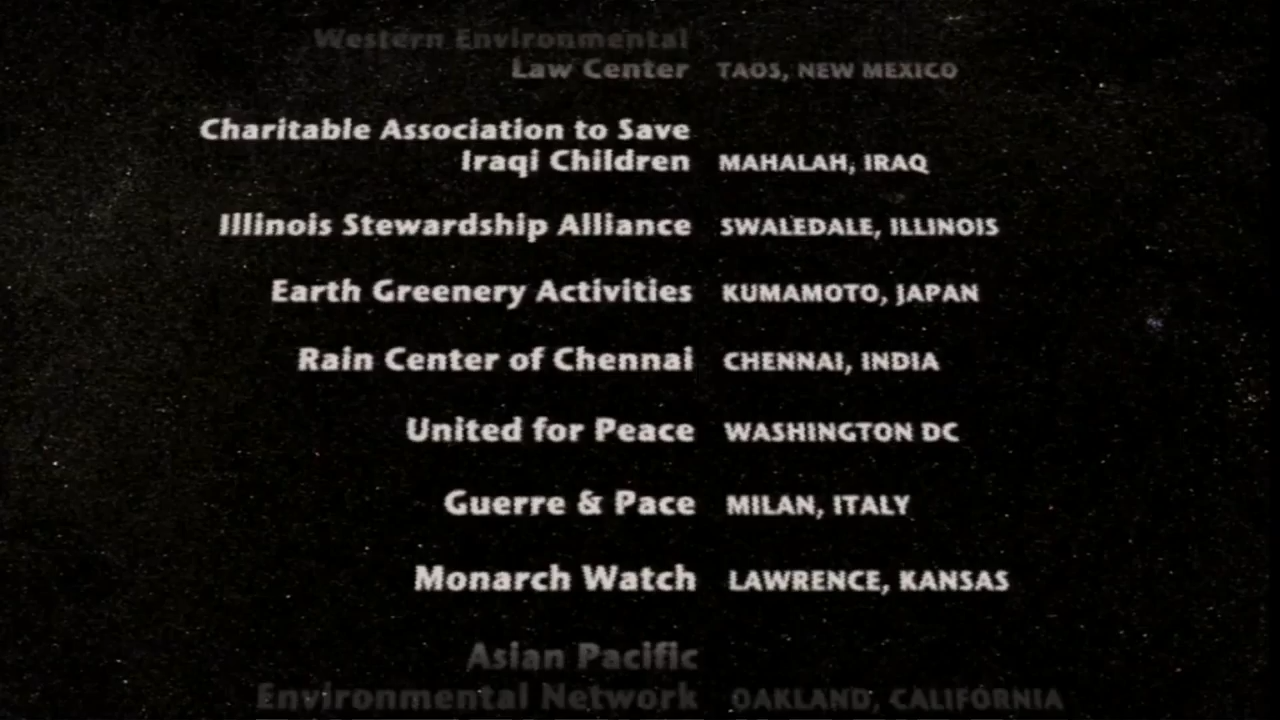 Western Environmental
Law Center TAOS, NEW MEXICO
Charitable Association to Save
Iraqi Children MAHALAH, IRAQ
Illinois Stewardship Alliance SWALEDALE, ILLINOIS
Earth Greenery Activities KUMAMOTO, JAPAN
Rain Center of Chennai CHENNAI, INDIA
United for Peace WASHINGTON DC
Guerre & Pace MILAN, ITALY
Monarch Watch LAWRENCE, KANSAS
Asian Pacific
Environmental Network OAKLAND, CALIFORNIA